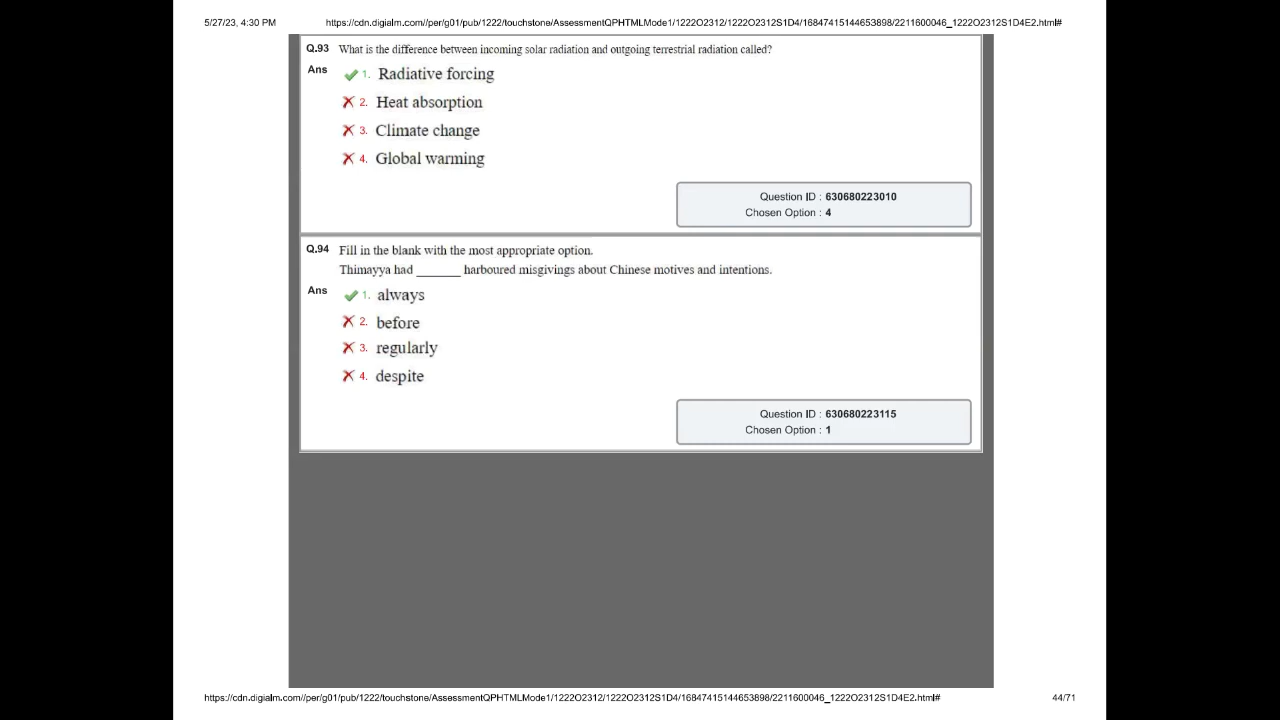 5/27/23, 4:30 PM https://cdn.digialm.com//per/g01/pub/1222/touchstone/AssessmentQPHTMLMode1/1222O2312/1222O2312S1D4/16847415144653898/2211600046_1222O2312S1D4E2.html#
Q.93 What is the difference between incoming solar radiation and outgoing terrestrial radiation called?
Ans 1. Radiative forcing
2. Heat absorption
3. Climate change
4. Global warming
Question ID : 630680223010
Chosen Option : 4
Q.94 Fill in the blank with the most appropriate option.
Thimayya had _______ harboured misgivings about Chinese motives and intentions.
Ans 1. always
2. before
3. regularly
4. despite
Question ID : 630680223115
Chosen Option : 1
https://cdn.digialm.com//per/g01/pub/1222/touchstone/AssessmentQPHTMLMode1/1222O2312/1222O2312S1D4/16847415144653898/2211600046_1222O2312S1D4E2.html# 44/71